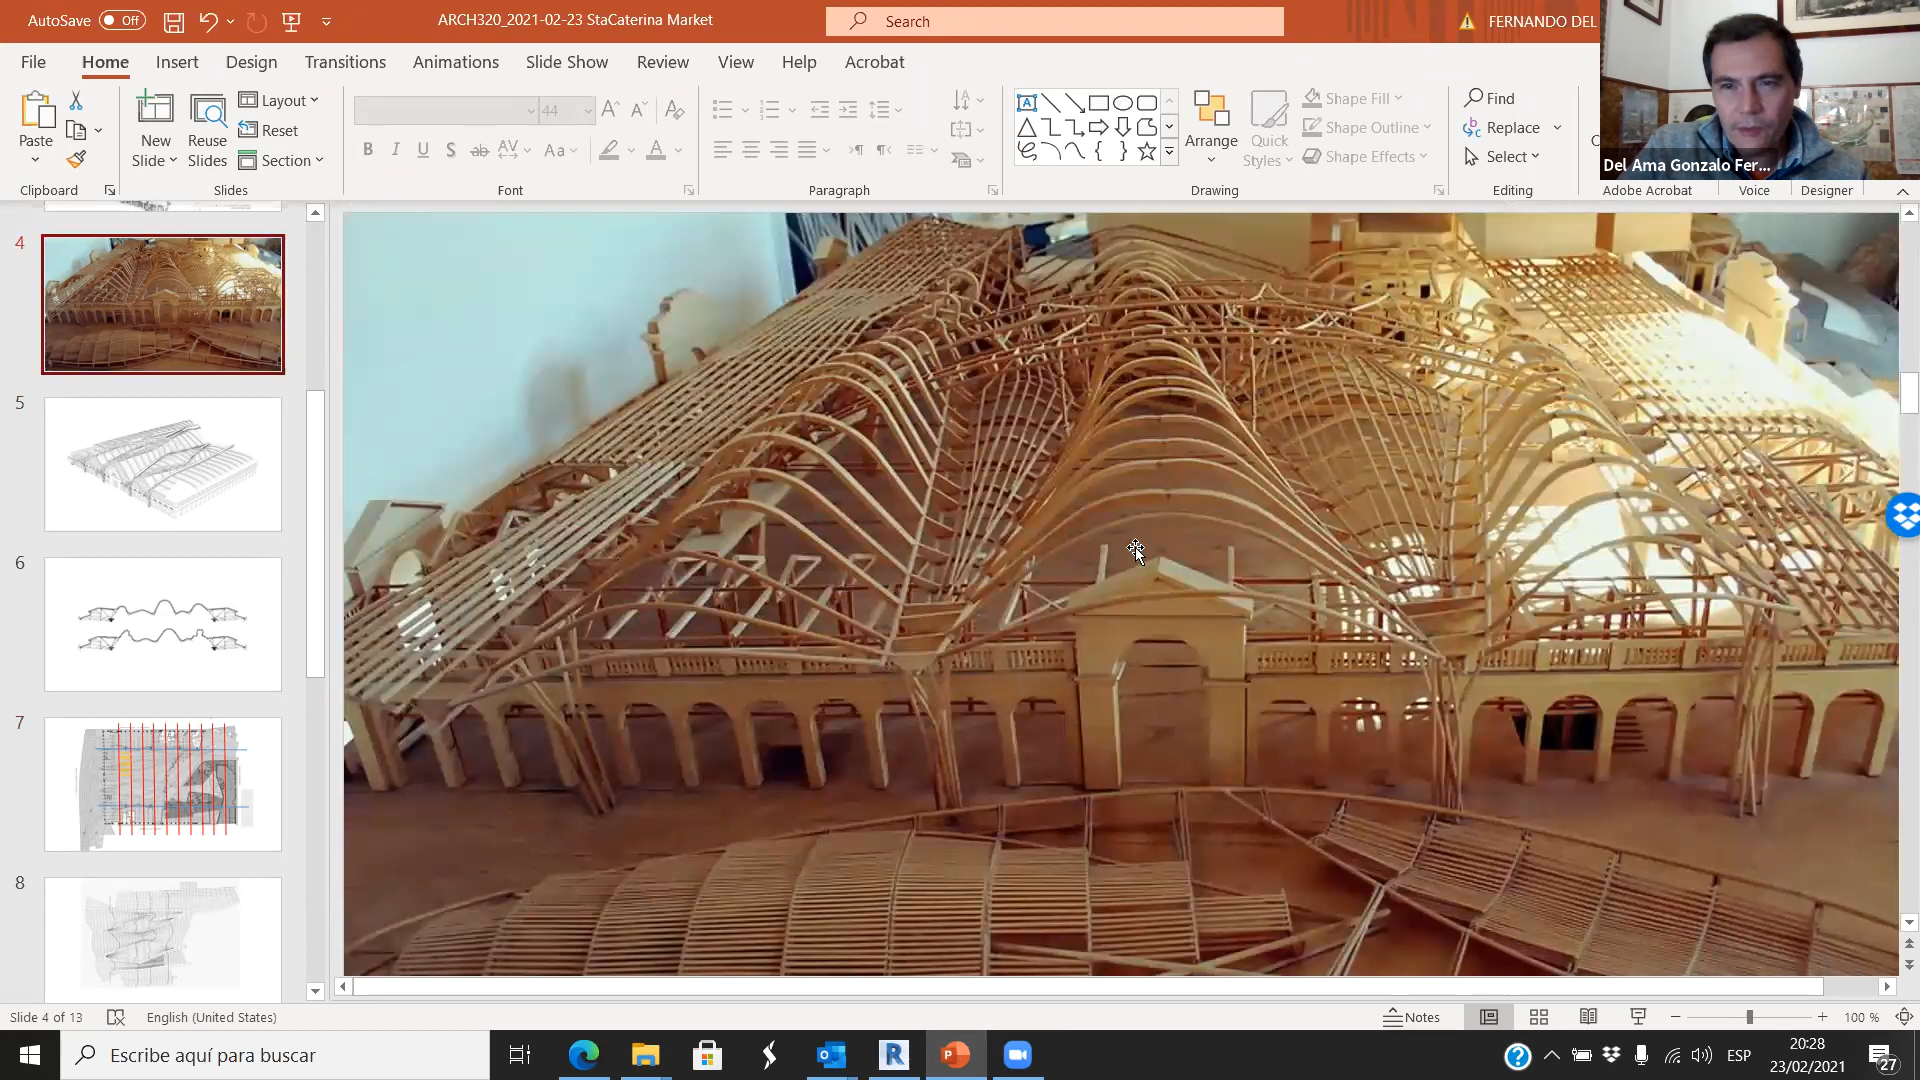 AutoSave Off
ARCH320_2021-02-23 StaCaterina Market
Search
FERNANDO DEL
File Home Insert Design Transitions Animations Slide Show Review View Help Acrobat
Paste
New Slide
Reuse Slides
Layout
Reset
Section
44
B I U S ab AV Aa A
Arrange
Quick Styles
Shape Fill
Shape Outline
Shape Effects
Find
Replace
Select
Del Ama Gonzalo Fer...
Clipboard Slides Font Paragraph Drawing Editing Adobe Acrobat Voice Designer
4
5
6
7
8
Slide 4 of 13 English (United States) Notes 100 %
Escribe aquí para buscar
ESP
20:28
23/02/2021
27